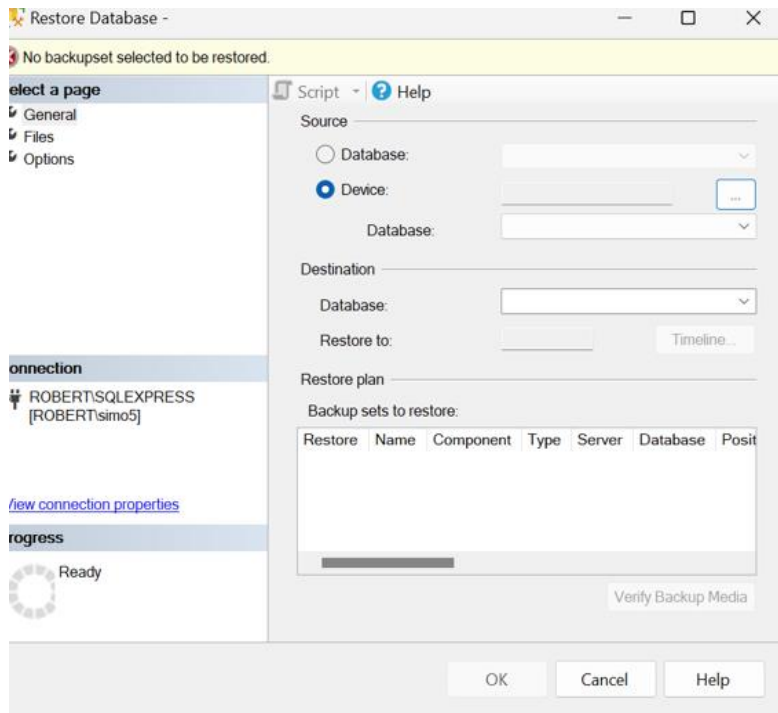 Restore Database -
No backupset selected to be restored.
elect a page
General
Files
Options
Script
Help
Source
Database:
Device:
...
Database:
Destination
Database:
Restore to:
Timeline...
Restore plan
Backup sets to restore:
Restore Name Component Type Server Database Posit
Verify Backup Media
onnection
ROBERT\SQLEXPRESS
[ROBERT\simo5]
View connection properties
rogress
Ready
OK Cancel Help